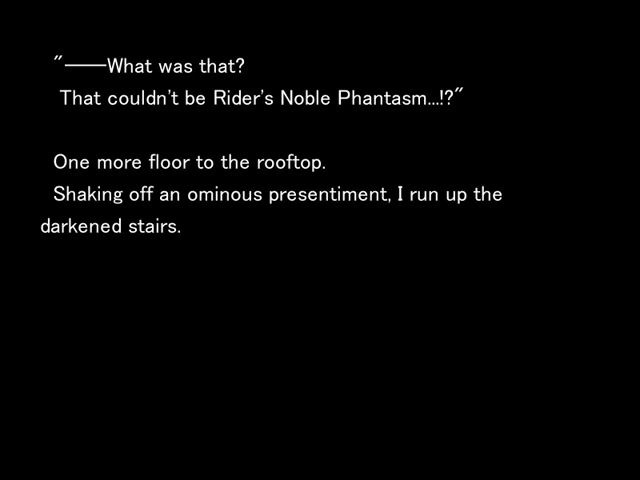 "——What was that?
That couldn't be Rider's Noble Phantasm...!?"
One more floor to the rooftop.
Shaking off an ominous presentiment, I run up the
darkened stairs.